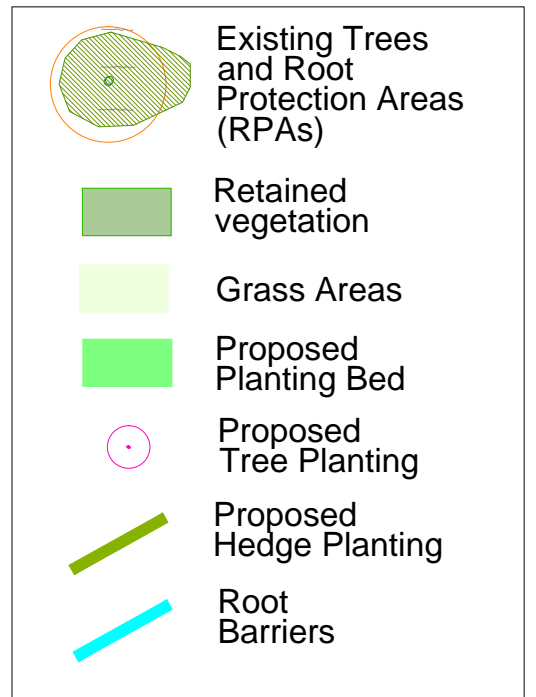 Existing Trees
and Root
Protection Areas
(RPAs)
Retained
vegetation
Grass Areas
Proposed
Planting Bed
Proposed
Tree Planting
Proposed
Hedge Planting
Root
Barriers